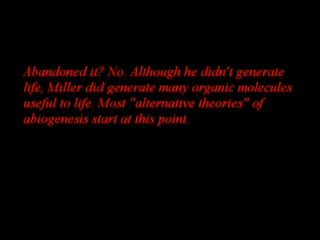 Abandoned it? No. Although he didn't generate
life, Miller did generate many organic molecules
useful to life. Most "alternative theories" of
abiogenesis start at this point.